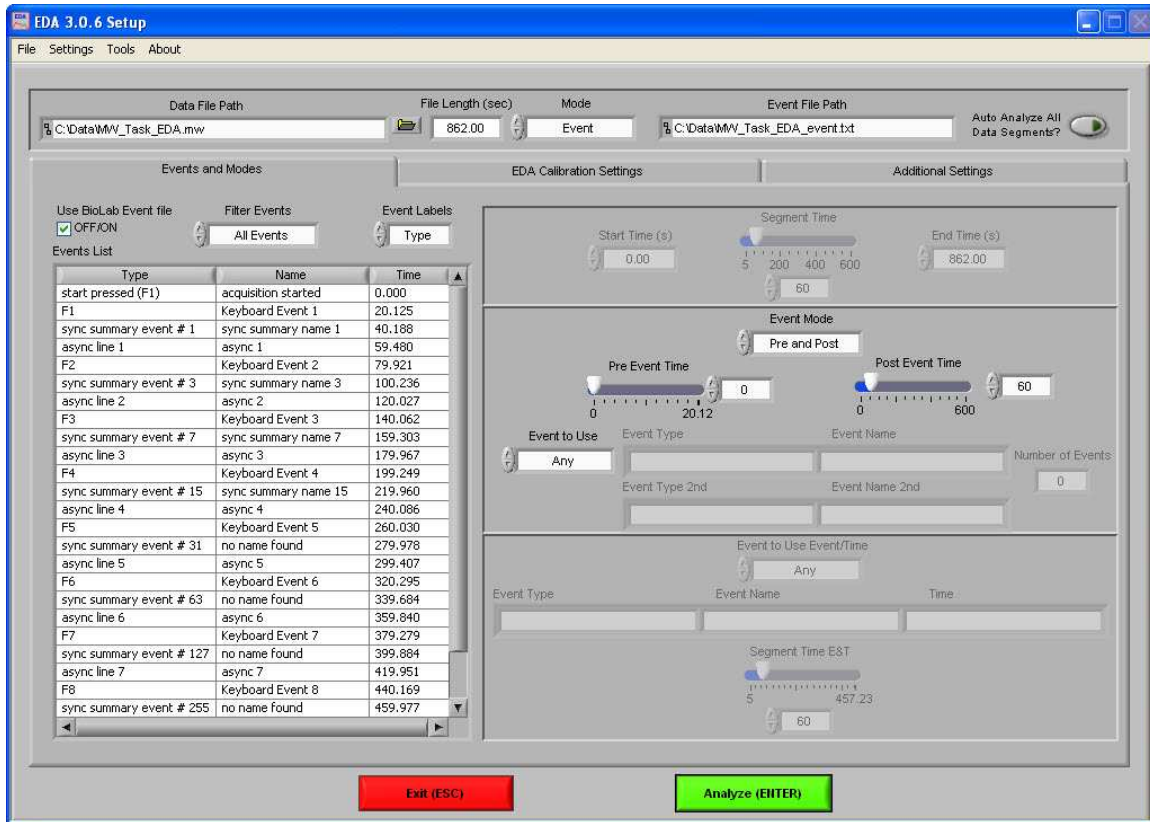 EDA 3.0.6 Setup
File Settings Tools About
Data File Path File Length (sec) Mode Event File Path
C:\Data\MW_Task_EDA.mw 862.00 Event C:\Data\MW_Task_EDA_event.txt
Auto Analyze All
Data Segments?
Events and Modes EDA Calibration Settings Additional Settings
Use BioLab Event file Filter Events Event Labels
OFF/ON All Events Type
Events List
Type Name Time
start pressed (F1) acquisition started 0.000
F1 Keyboard Event 1 20.125
sync summary event # 1 sync summary name 1 40.188
async line 1 async 1 59.480
F2 Keyboard Event 2 79.921
sync summary event # 3 sync summary name 3 100.236
async line 2 async 2 120.027
F3 Keyboard Event 3 140.062
sync summary event # 7 sync summary name 7 159.303
async line 3 async 3 179.967
F4 Keyboard Event 4 199.249
sync summary event # 15 sync summary name 15 219.960
async line 4 async 4 240.086
F5 Keyboard Event 5 260.030
sync summary event # 31 no name found 279.978
async line 5 async 5 299.407
F6 Keyboard Event 6 320.295
sync summary event # 63 no name found 339.684
async line 6 async 6 359.840
F7 Keyboard Event 7 379.279
sync summary event # 127 no name found 399.884
async line 7 async 7 419.951
F8 Keyboard Event 8 440.169
sync summary event # 255 no name found 459.977
Segment Time
Start Time (s) End Time (s)
0.00 862.00
5 200 400 600
60
Event Mode
Pre and Post
Pre Event Time Post Event Time
0 60
0 20.12 0 600
Event to Use Event Type Event Name
Any
Number of Events
0
Event Type 2nd Event Name 2nd
Event to Use Event/Time
Any
Event Type Event Name Time
Segment Time E&T
5 457.23
60
Exit (ESC) Analyze (ENTER)